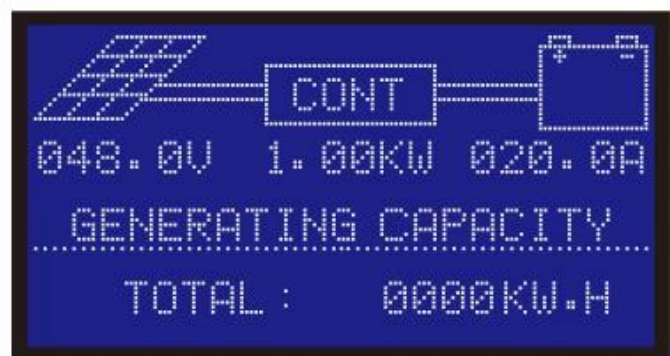 CONT
+ -
048.0V 1.00KW 020.0A
GENERATING CAPACITY
TOTAL: 0000KW.H